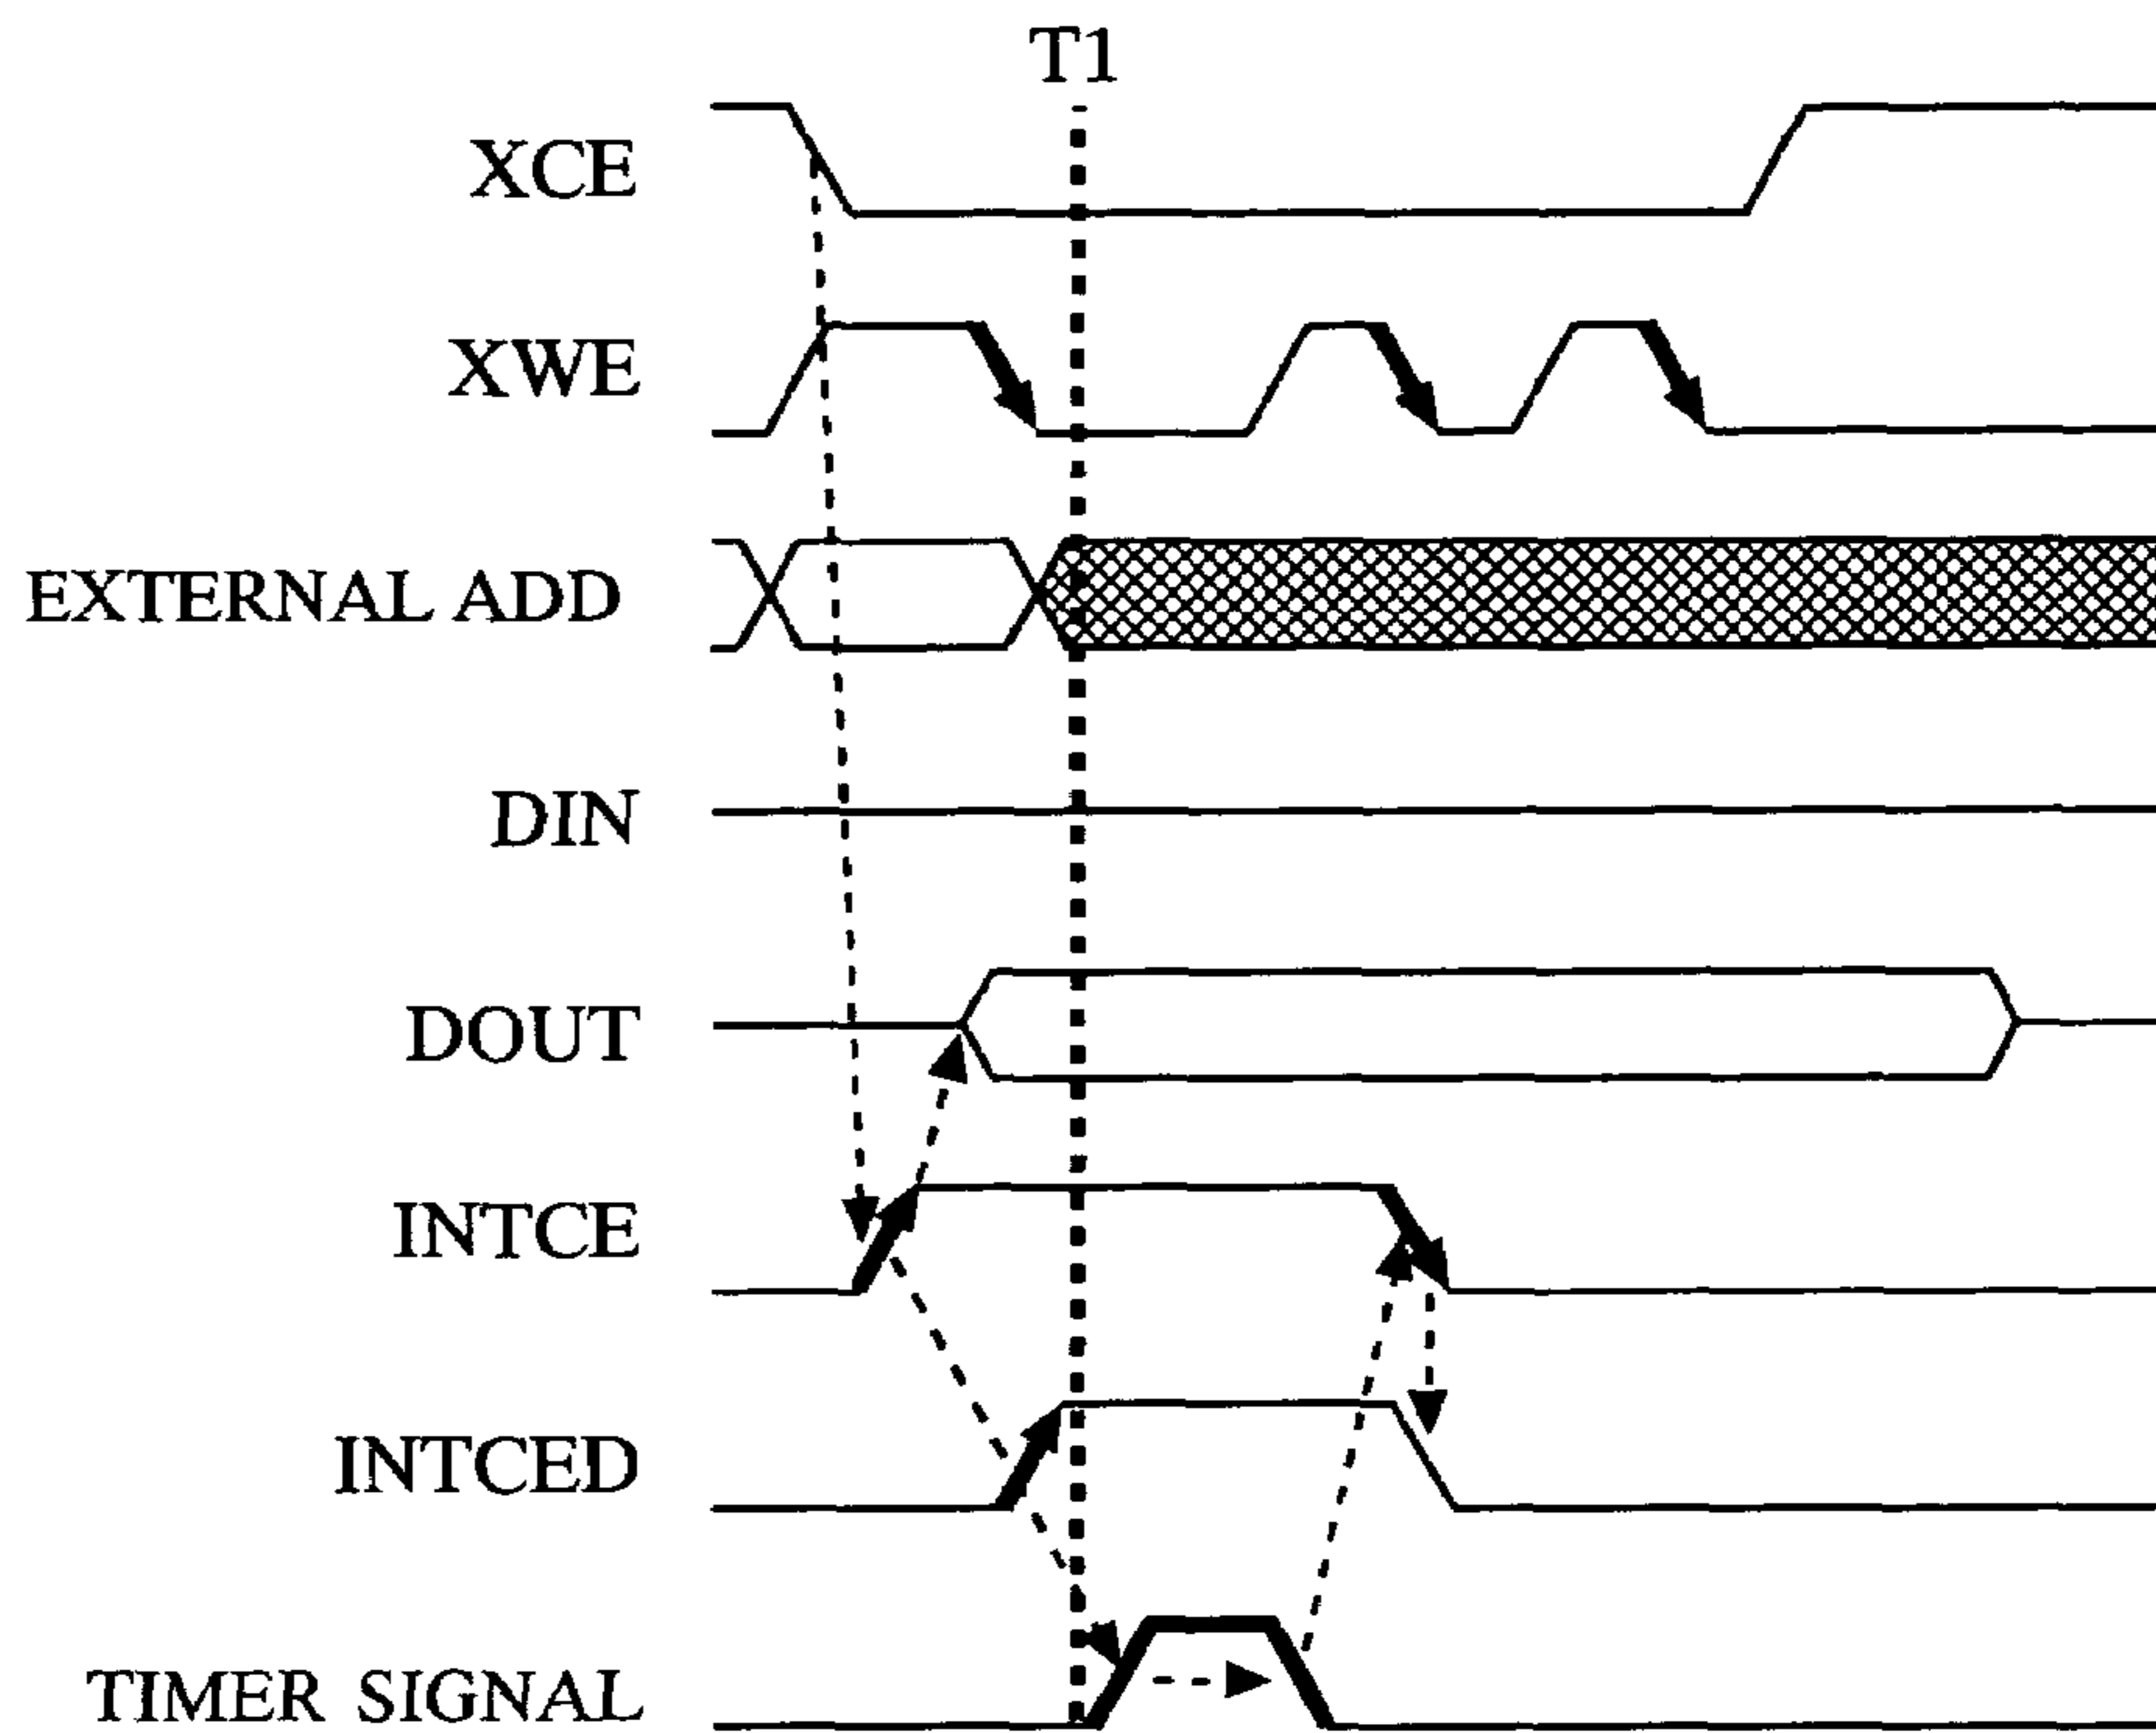 T1
XCE
XWE
EXTERNAL ADD
DIN
DOUT
INTCE
INTCED
TIMER SIGNAL